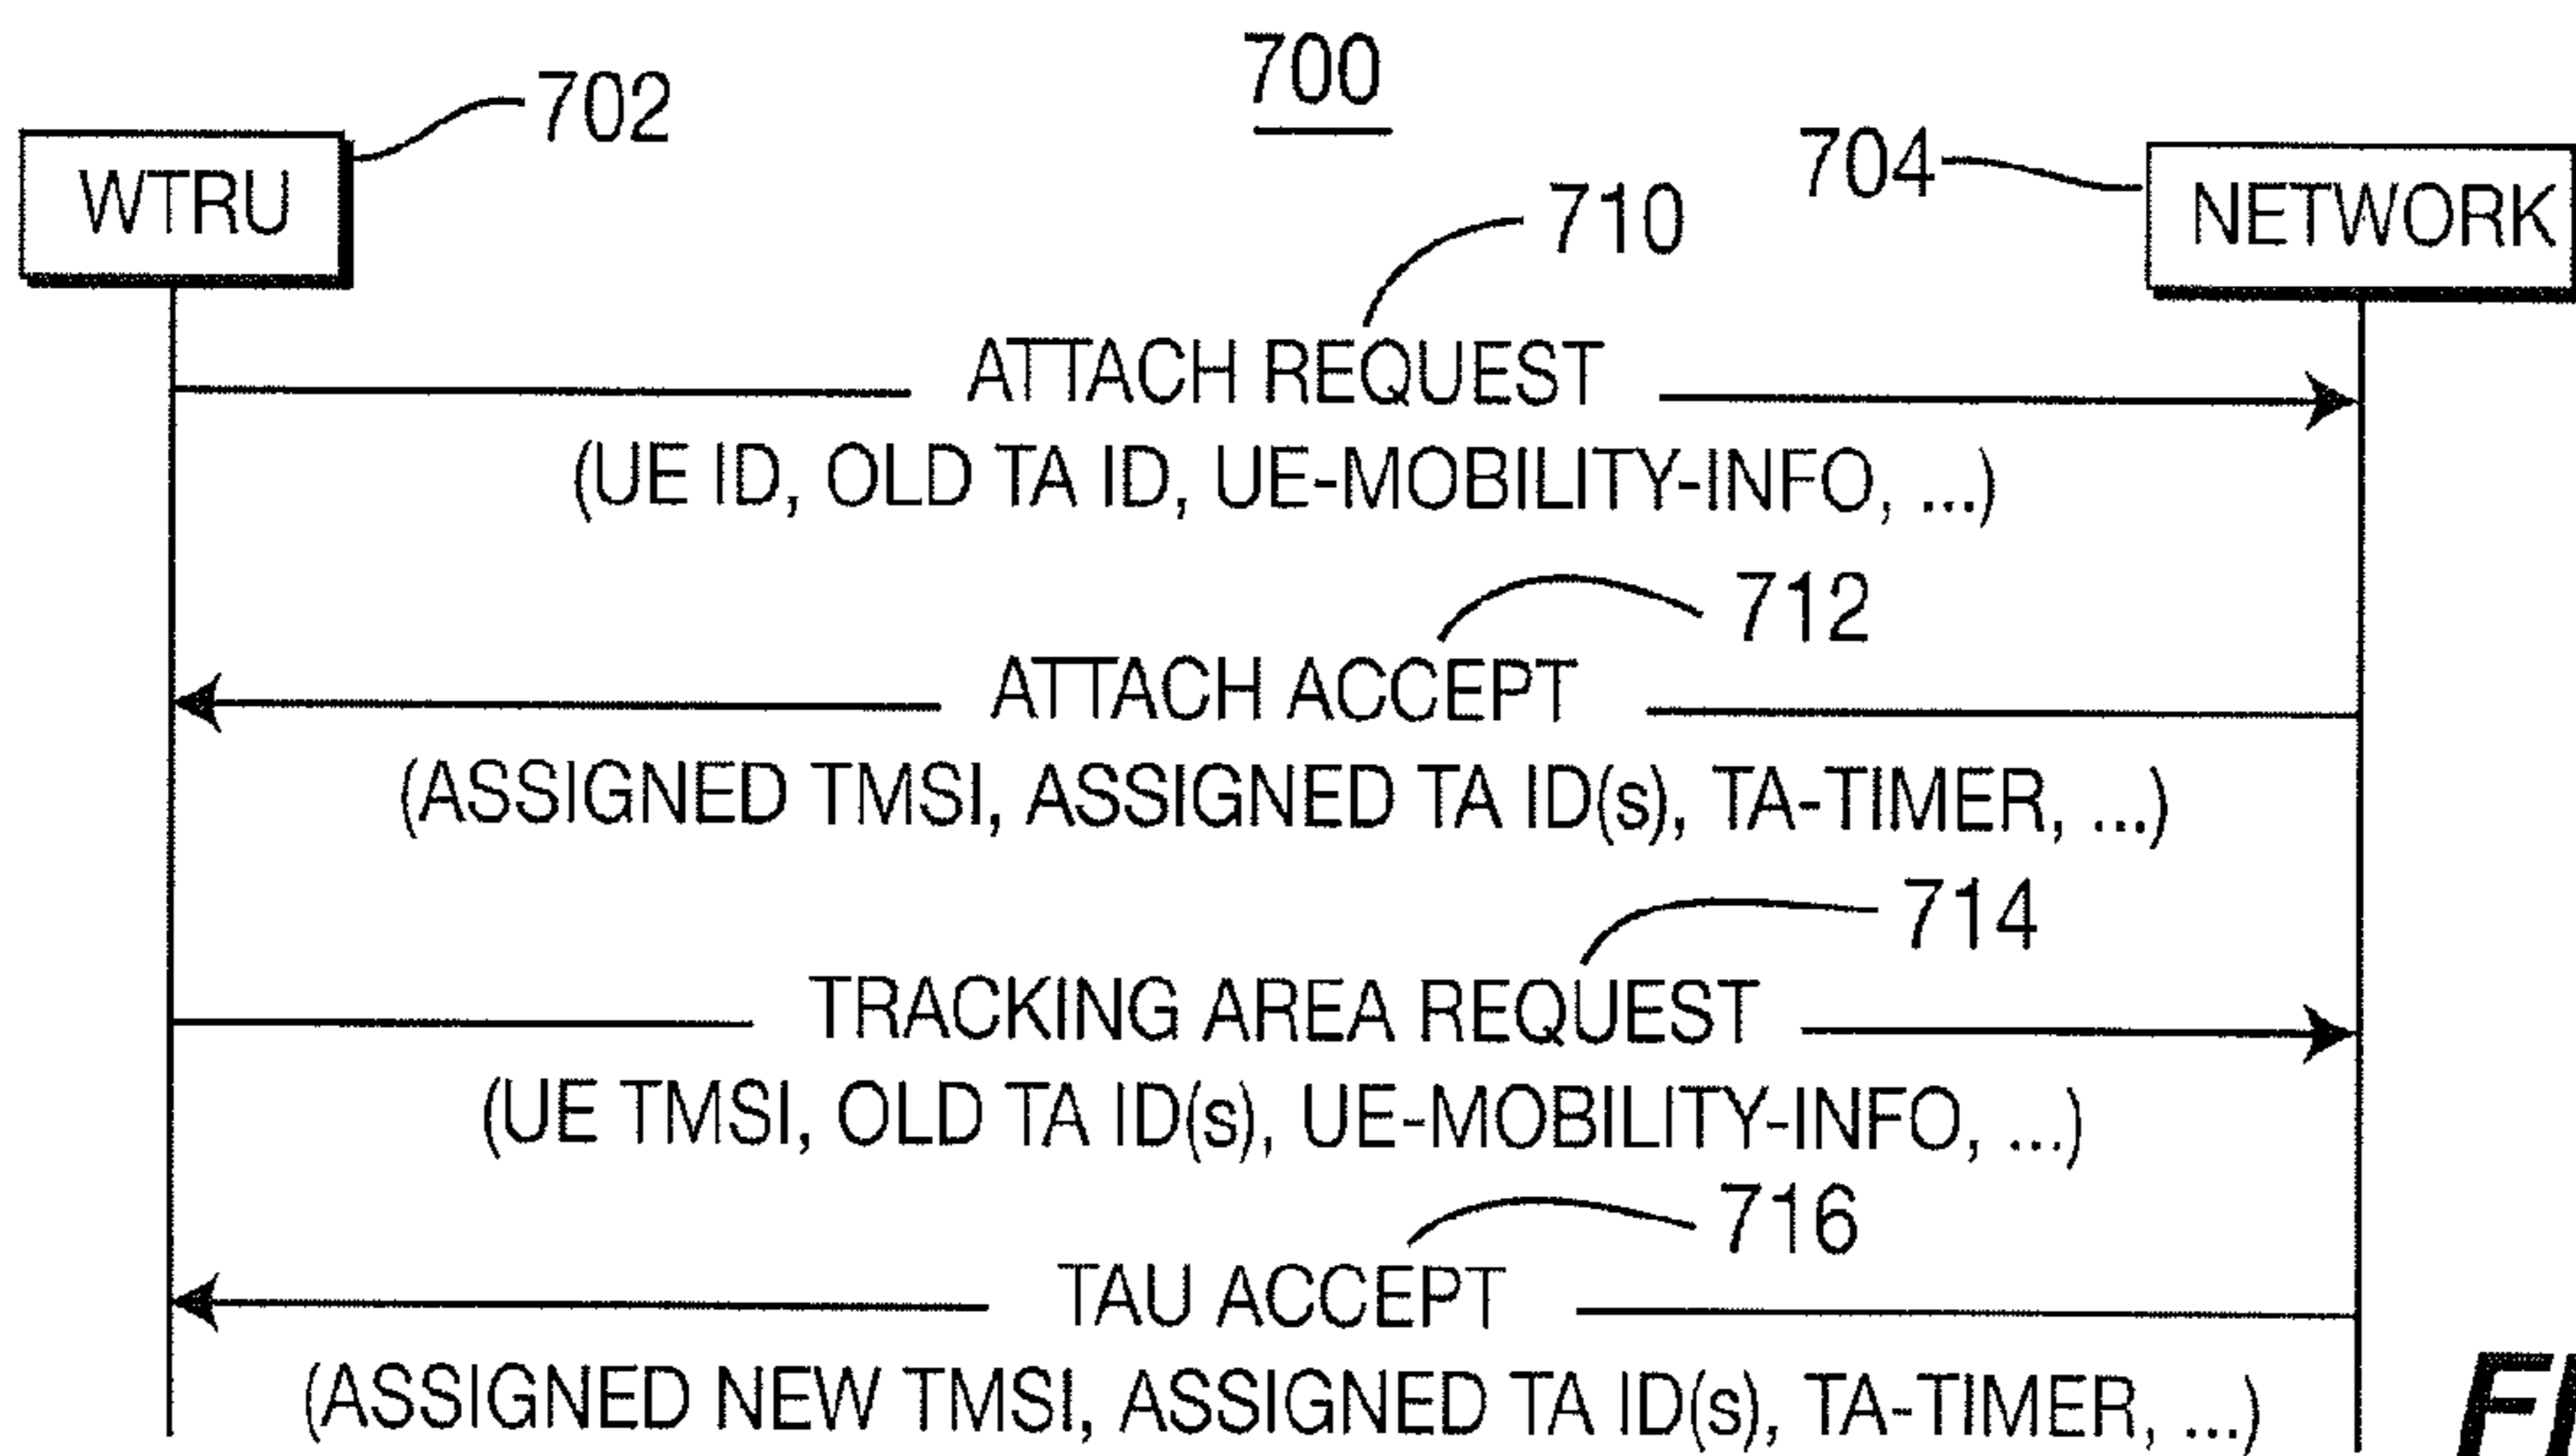 700
702
WTRU
704
NETWORK
710
ATTACH REQUEST
(UE ID, OLD TA ID, UE-MOBILITY-INFO, ...)
712
ATTACH ACCEPT
(ASSIGNED TMSI, ASSIGNED TA ID(s), TA-TIMER, ...)
714
TRACKING AREA REQUEST
(UE TMSI, OLD TA ID(s), UE-MOBILITY-INFO, ...)
716
TAU ACCEPT
(ASSIGNED NEW TMSI, ASSIGNED TA ID(s), TA-TIMER, ...)